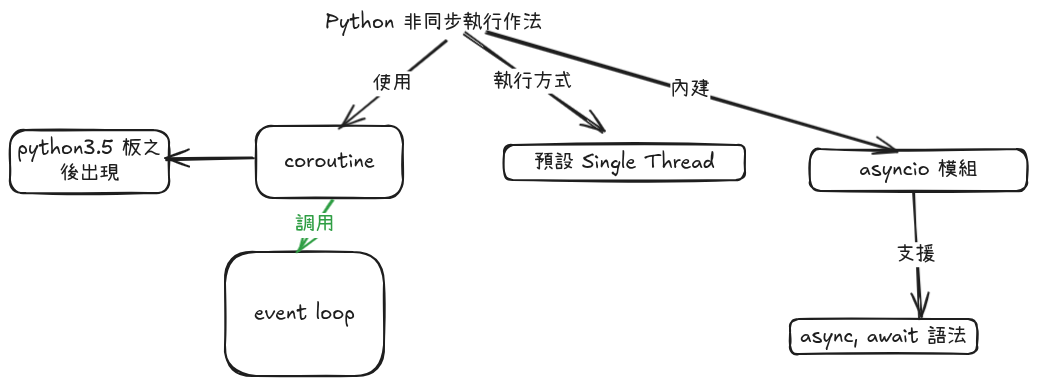 Python 非同步執行作法
使用
執行方式
內建
python3.5 板之
後出現
coroutine
預設 Single Thread
asyncio 模組
調用
支援
event loop
async, await 語法